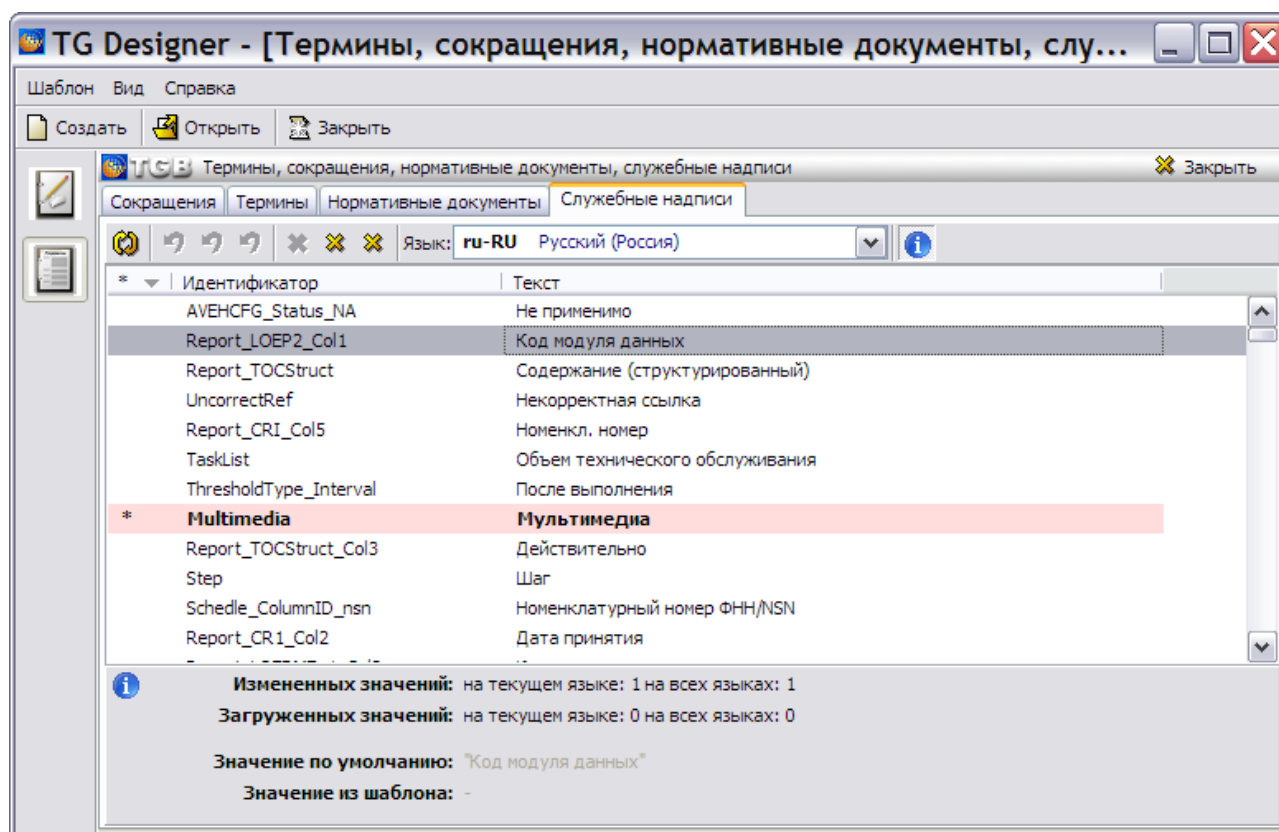 TG Designer - [Термины, сокращения, нормативные документы, слу...
Шаблон Вид Справка
Создать Открыть Закрыть
TGB Термины, сокращения, нормативные документы, служебные надписи Закрыть
Сокращения Термины Нормативные документы Служебные надписи
Язык: ru-RU Русский (Россия)
* Идентификатор Текст
AVEHCFG_Status_NA Не применимо
Report_LOEP2_Col1 Код модуля данных
Report_TOCStruct Содержание (структурированный)
UncorrectRef Некорректная ссылка
Report_CRI_Col5 Номенкл. номер
TaskList Объем технического обслуживания
ThresholdType_Interval После выполнения
* Multimedia Мультимедиа
Report_TOCStruct_Col3 Действительно
Step Шаг
Schedle_ColumnID_nsn Номенклатурный номер ФНН/NSN
Report_CR1_Col2 Дата принятия
Измененных значений: на текущем языке: 1 на всех языках: 1
Загруженных значений: на текущем языке: 0 на всех языках: 0
Значение по умолчанию: "Код модуля данных"
Значение из шаблона: -